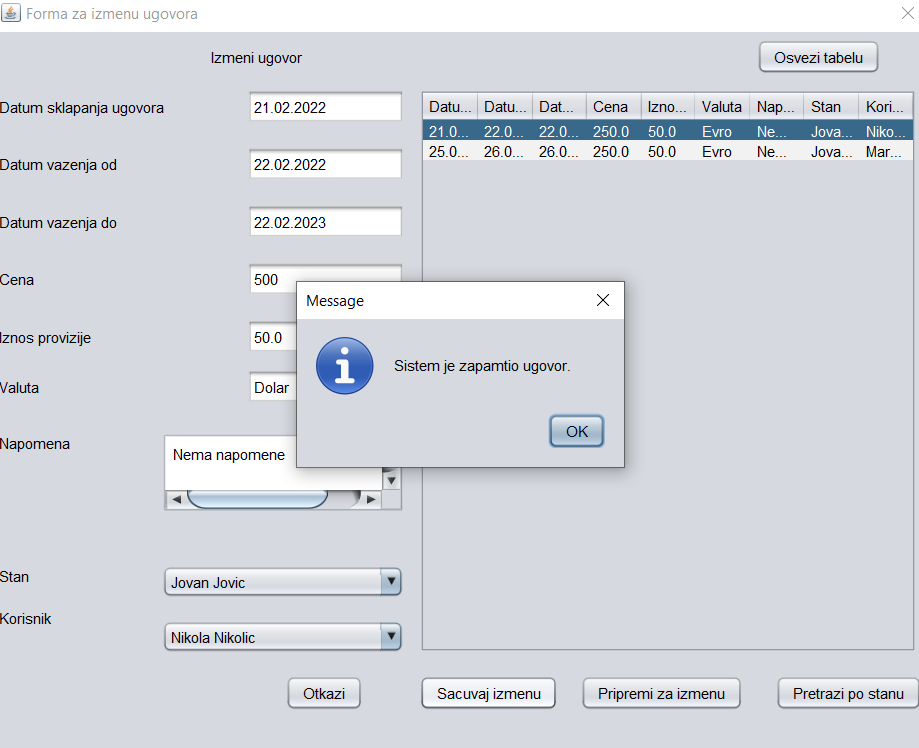 Forma za izmenu ugovora
Izmeni ugovor
Osvezi tabelu
Datum sklapanja ugovora
21.02.2022
Datum vazenja od
22.02.2022
Datum vazenja do
22.02.2023
Cena
500
Iznos provizije
50.0
Valuta
Dolar
Napomena
Nema napomene
Stan
Jovan Jovic
Korisnik
Nikola Nikolic
Datu... Datu... Dat... Cena Izno... Valuta Nap... Stan Kori...
21.0... 22.0... 22.0... 250.0 50.0 Evro Ne... Jova... Niko...
25.0... 26.0... 26.0... 250.0 50.0 Evro Ne... Jova... Mar...
Message
Sistem je zapamtio ugovor.
OK
Otkazi
Sacuvaj izmenu
Pripremi za izmenu
Pretrazi po stanu